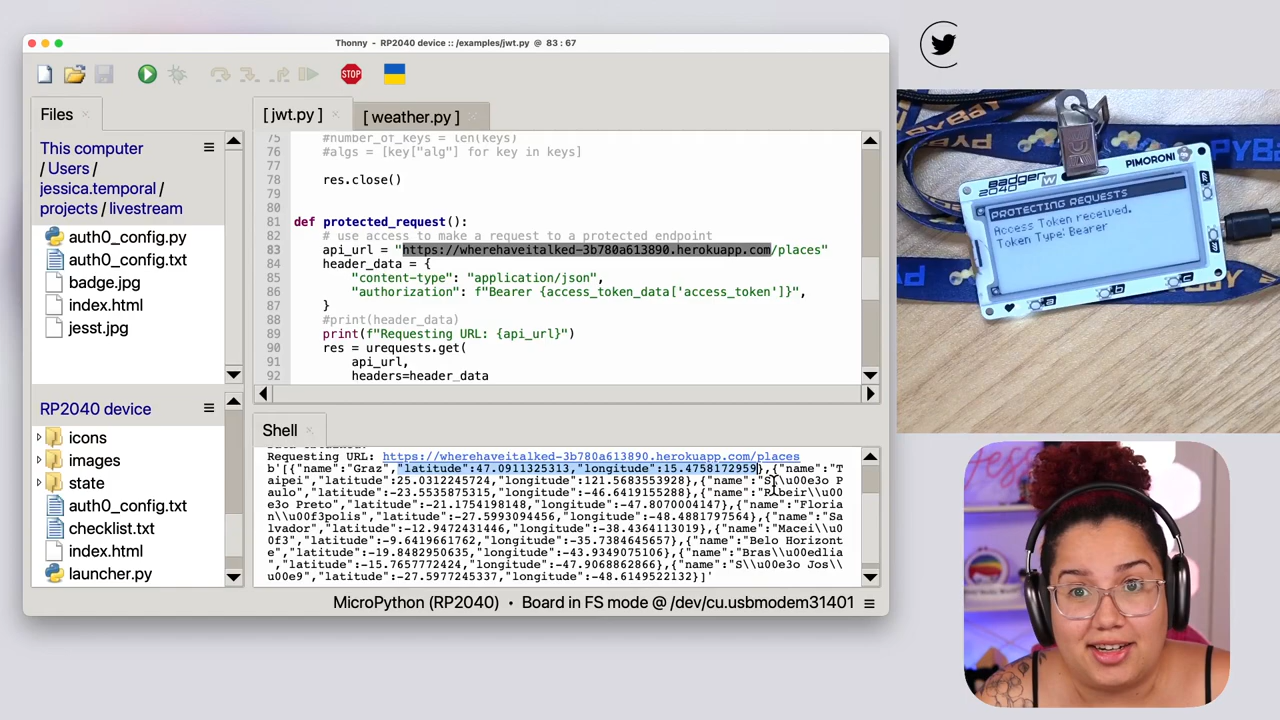 Thonny - RP2040 device :: /examples/jwt.py @ 83 : 67
STOP
Files
This computer
/ Users /
jessica.temporal /
projects / livestream
auth0_config.py
auth0_config.txt
badge.jpg
index.html
jesst.jpg
RP2040 device
icons
images
state
auth0_config.txt
checklist.txt
index.html
launcher.py
[ jwt.py ]
[ weather.py ]
75 #number_of_keys = len(keys)
76 #algs = [key["alg"] for key in keys]
77
78 res.close()
79
80
81 def protected_request():
82 # use access to make a request to a protected endpoint
83 api_url = "https://wherehaveitalked-3b780a613890.herokuapp.com/places"
84 header_data = {
85 "content-type": "application/json",
86 "authorization": f"Bearer {access_token_data['access_token']}",
87 }
88 #print(header_data)
89 print(f"Requesting URL: {api_url}")
90 res = urequests.get(
91 api_url,
92 headers=header_data
Shell
Requesting URL: https://wherehaveitalked-3b780a613890.herokuapp.com/places
b'[{"name":"Graz","latitude":47.0911325313,"longitude":15.4758172959},{"name":"T
aipei","latitude":25.0312245724,"longitude":121.5683553928},{"name":"S\\u00e3o P
aulo","latitude":-23.5535875315,"longitude":-46.6419155288},{"name":"Ribeir\\u00
e3o Preto","latitude":-21.1754198148,"longitude":-47.8070004147},{"name":"Floria
n\\u00f3polis","latitude":-27.5993094456,"longitude":-48.4881797564},{"name":"Sa
lvador","latitude":-12.9472431446,"longitude":-38.4364113019},{"name":"Macei\\u0
0f3","latitude":-9.6419661762,"longitude":-35.7384645657},{"name":"Belo Horizont
e","latitude":-19.8482950635,"longitude":-43.9349075106},{"name":"Bras\\u00edlia
","latitude":-15.7657772424,"longitude":-47.9068862866},{"name":"S\\u00e3o Jos\\
u00e9","latitude":-27.5977245337,"longitude":-48.6149522132}]'
MicroPython (RP2040) • Board in FS mode @ /dev/cu.usbmodem31401
PIMORONI
badger
2040 W
PROTECTING REQUESTS
Access Token received.
Token Type: Bearer
a
b
c